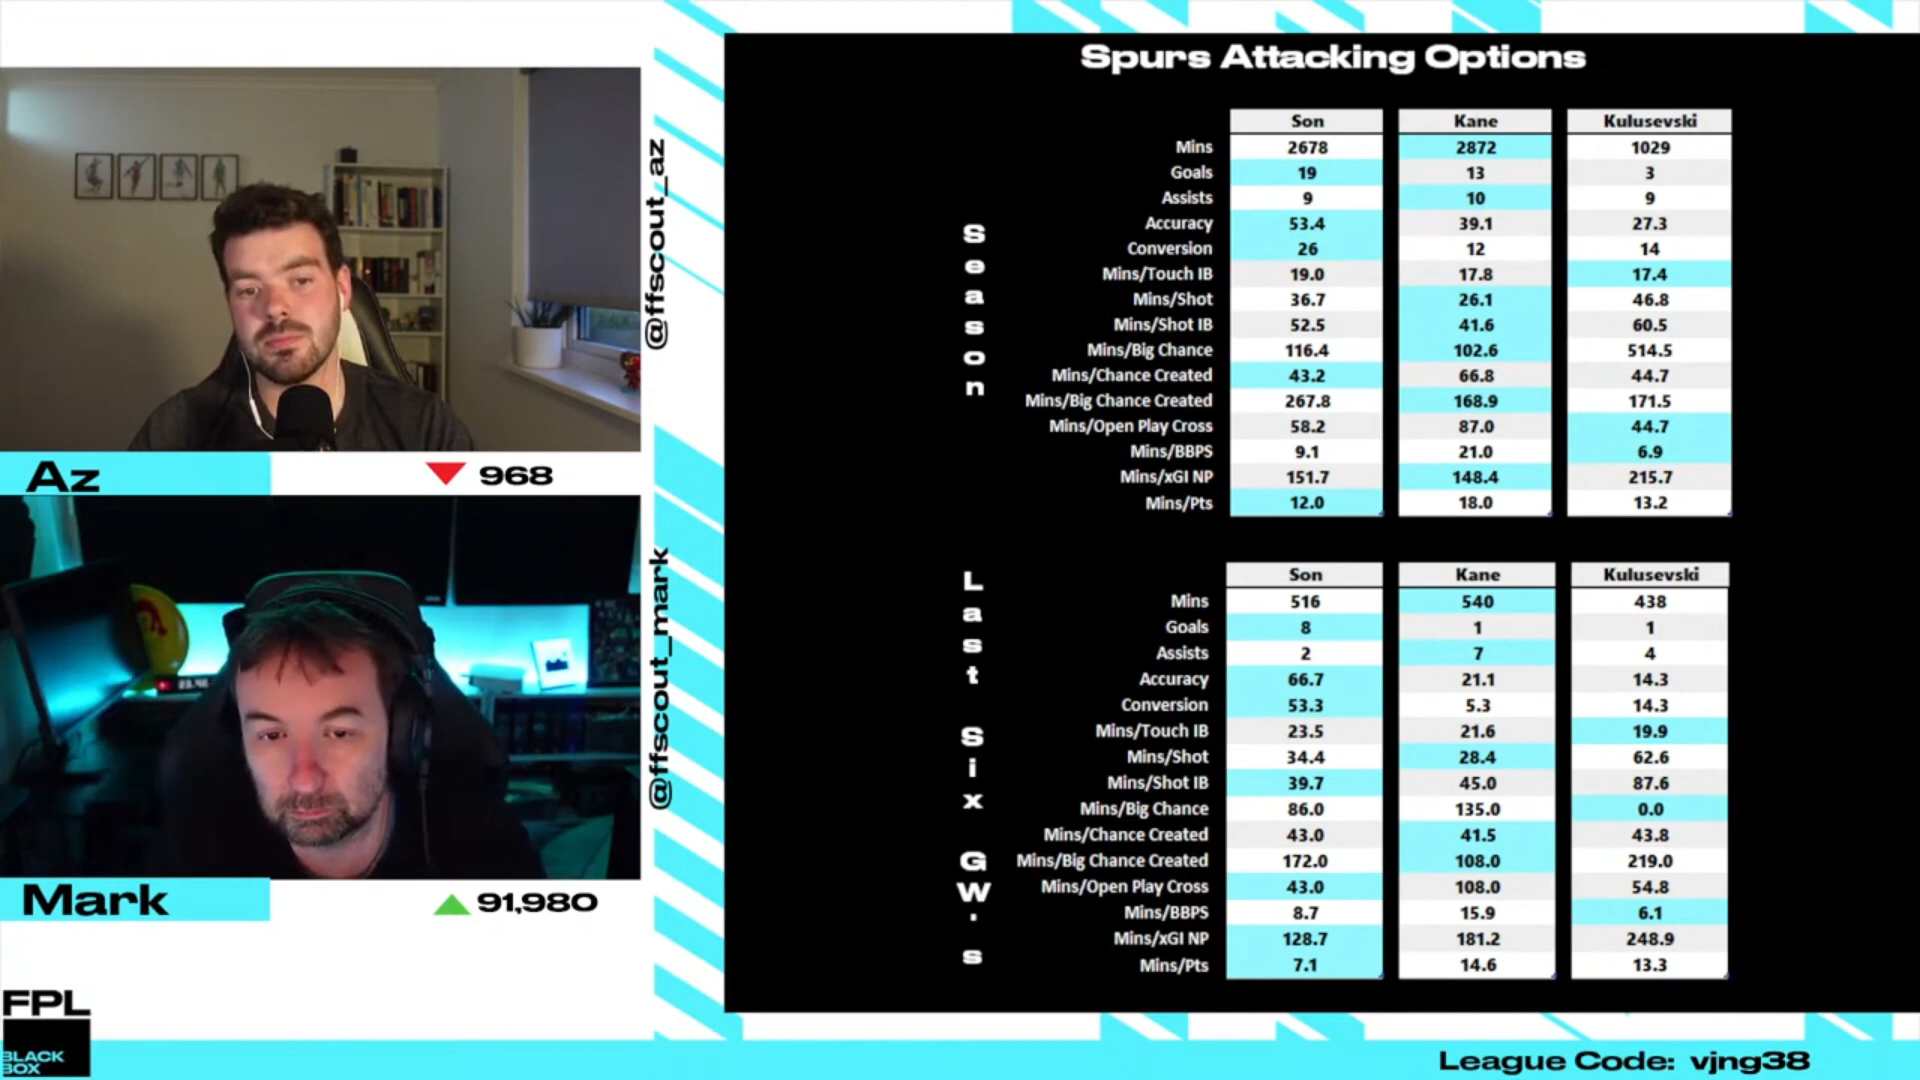 Spurs Attacking Options
Son Kane Kulusevski
Season
Mins 2678 2872 1029
Goals 19 13 3
Assists 9 10 9
Accuracy 53.4 39.1 27.3
Conversion 26 12 14
Mins/Touch IB 19.0 17.8 17.4
Mins/Shot 36.7 26.1 46.8
Mins/Shot IB 52.5 41.6 60.5
Mins/Big Chance 116.4 102.6 514.5
Mins/Chance Created 43.2 66.8 44.7
Mins/Big Chance Created 267.8 168.9 171.5
Mins/Open Play Cross 58.2 87.0 44.7
Mins/BBPS 9.1 21.0 6.9
Mins/xGI NP 151.7 148.4 215.7
Mins/Pts 12.0 18.0 13.2
Son Kane Kulusevski
Last Six GW's
Mins 516 540 438
Goals 8 1 1
Assists 2 7 4
Accuracy 66.7 21.1 14.3
Conversion 53.3 5.3 14.3
Mins/Touch IB 23.5 21.6 19.9
Mins/Shot 34.4 28.4 62.6
Mins/Shot IB 39.7 45.0 87.6
Mins/Big Chance 86.0 135.0 0.0
Mins/Chance Created 43.0 41.5 43.8
Mins/Big Chance Created 172.0 108.0 219.0
Mins/Open Play Cross 43.0 108.0 54.8
Mins/BBPS 8.7 15.9 6.1
Mins/xGI NP 128.7 181.2 248.9
Mins/Pts 7.1 14.6 13.3
@ffscout_az
Az 968
@ffscout_mark
Mark 91,980
FPL
BLACK
BOX
League Code: vjng38